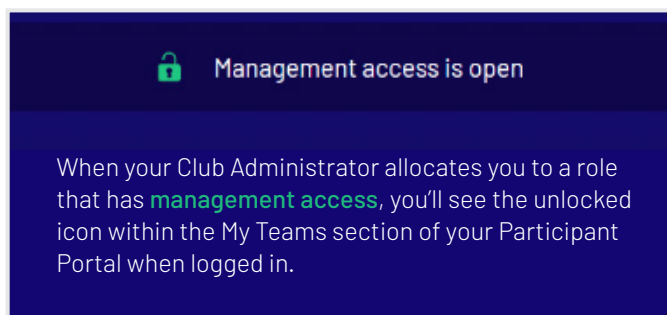 Management access is open
When your Club Administrator allocates you to a role
that has management access, you'll see the unlocked
icon within the My Teams section of your Participant
Portal when logged in.